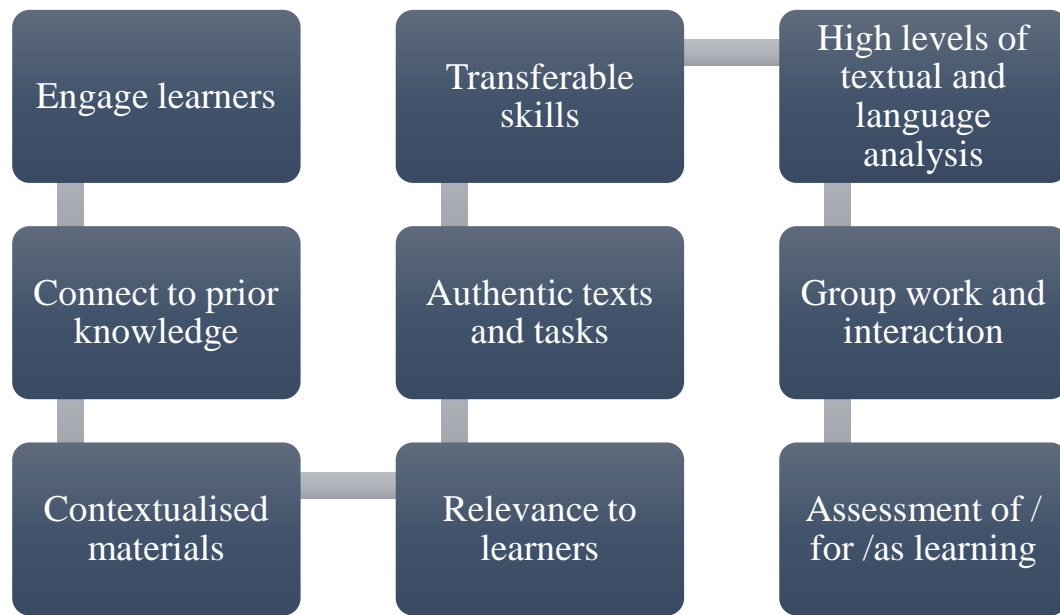 Engage learners
Connect to prior
knowledge
Contextualised
materials
Relevance to
learners
Authentic texts
and tasks
Transferable
skills
High levels of
textual and
language
analysis
Group work and
interaction
Assessment of /
for /as learning